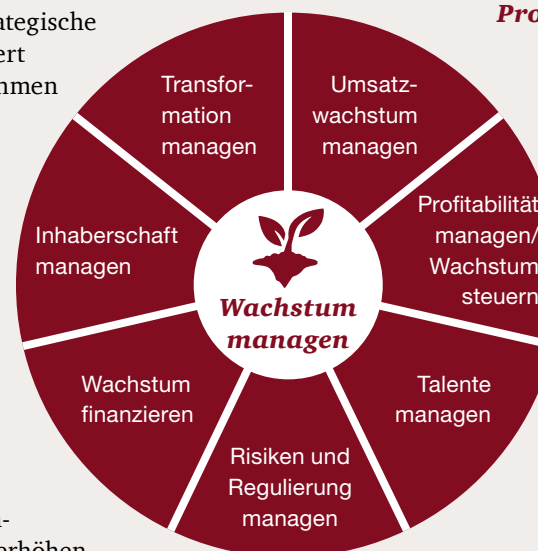 ategische
ert
hmen
Pro
Transfor-
mation
managen
Umsatz-
wachstum
managen
Profitabilität
managen/
Wachstum
steuern
Inhaberschaft
managen
Wachstum
managen
Wachstum
finanzieren
Talente
managen
Risiken und
Regulierung
managen
erhöhen